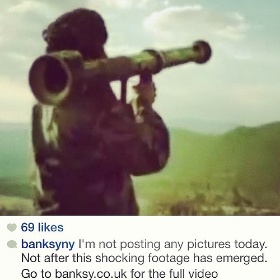 69 likes
banksyny I'm not posting any pictures today.
Not after this shocking footage has emerged.
Go to banksy.co.uk for the full video